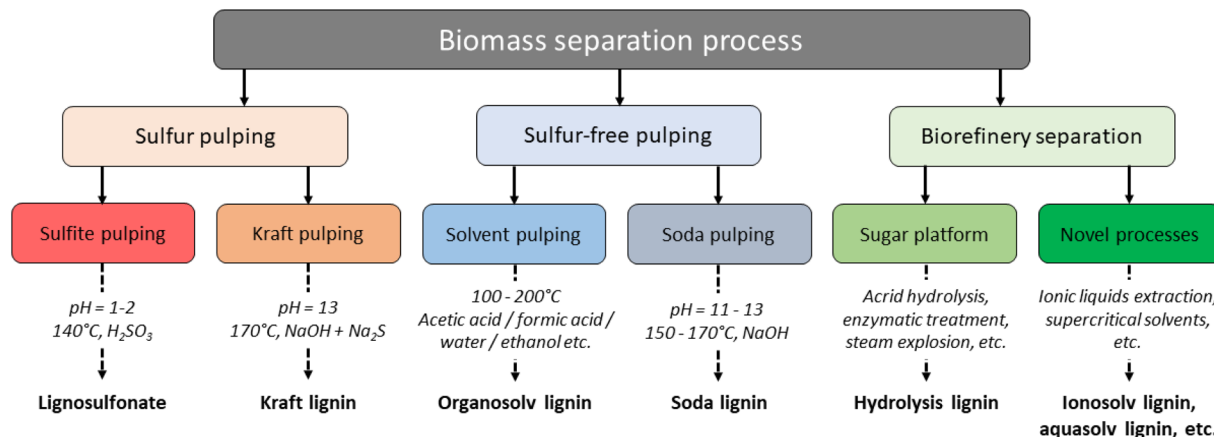 Biomass separation process
Sulfur pulping
Sulfur-free pulping
Biorefinery separation
Sulfite pulping
Kraft pulping
Solvent pulping
Soda pulping
Sugar platform
Novel processes
pH = 1-2
140°C, H₂SO₃
pH = 13
170°C, NaOH + Na₂S
100 - 200°C
Acetic acid / formic acid /
water / ethanol etc.
pH = 11 - 13
150 - 170°C, NaOH
Acrid hydrolysis,
enzymatic treatment,
steam explosion, etc.
Ionic liquids extraction,
supercritical solvents,
etc.
Lignosulfonate
Kraft lignin
Organosolv lignin
Soda lignin
Hydrolysis lignin
Ionosolv lignin,
aquasolv lignin, etc.